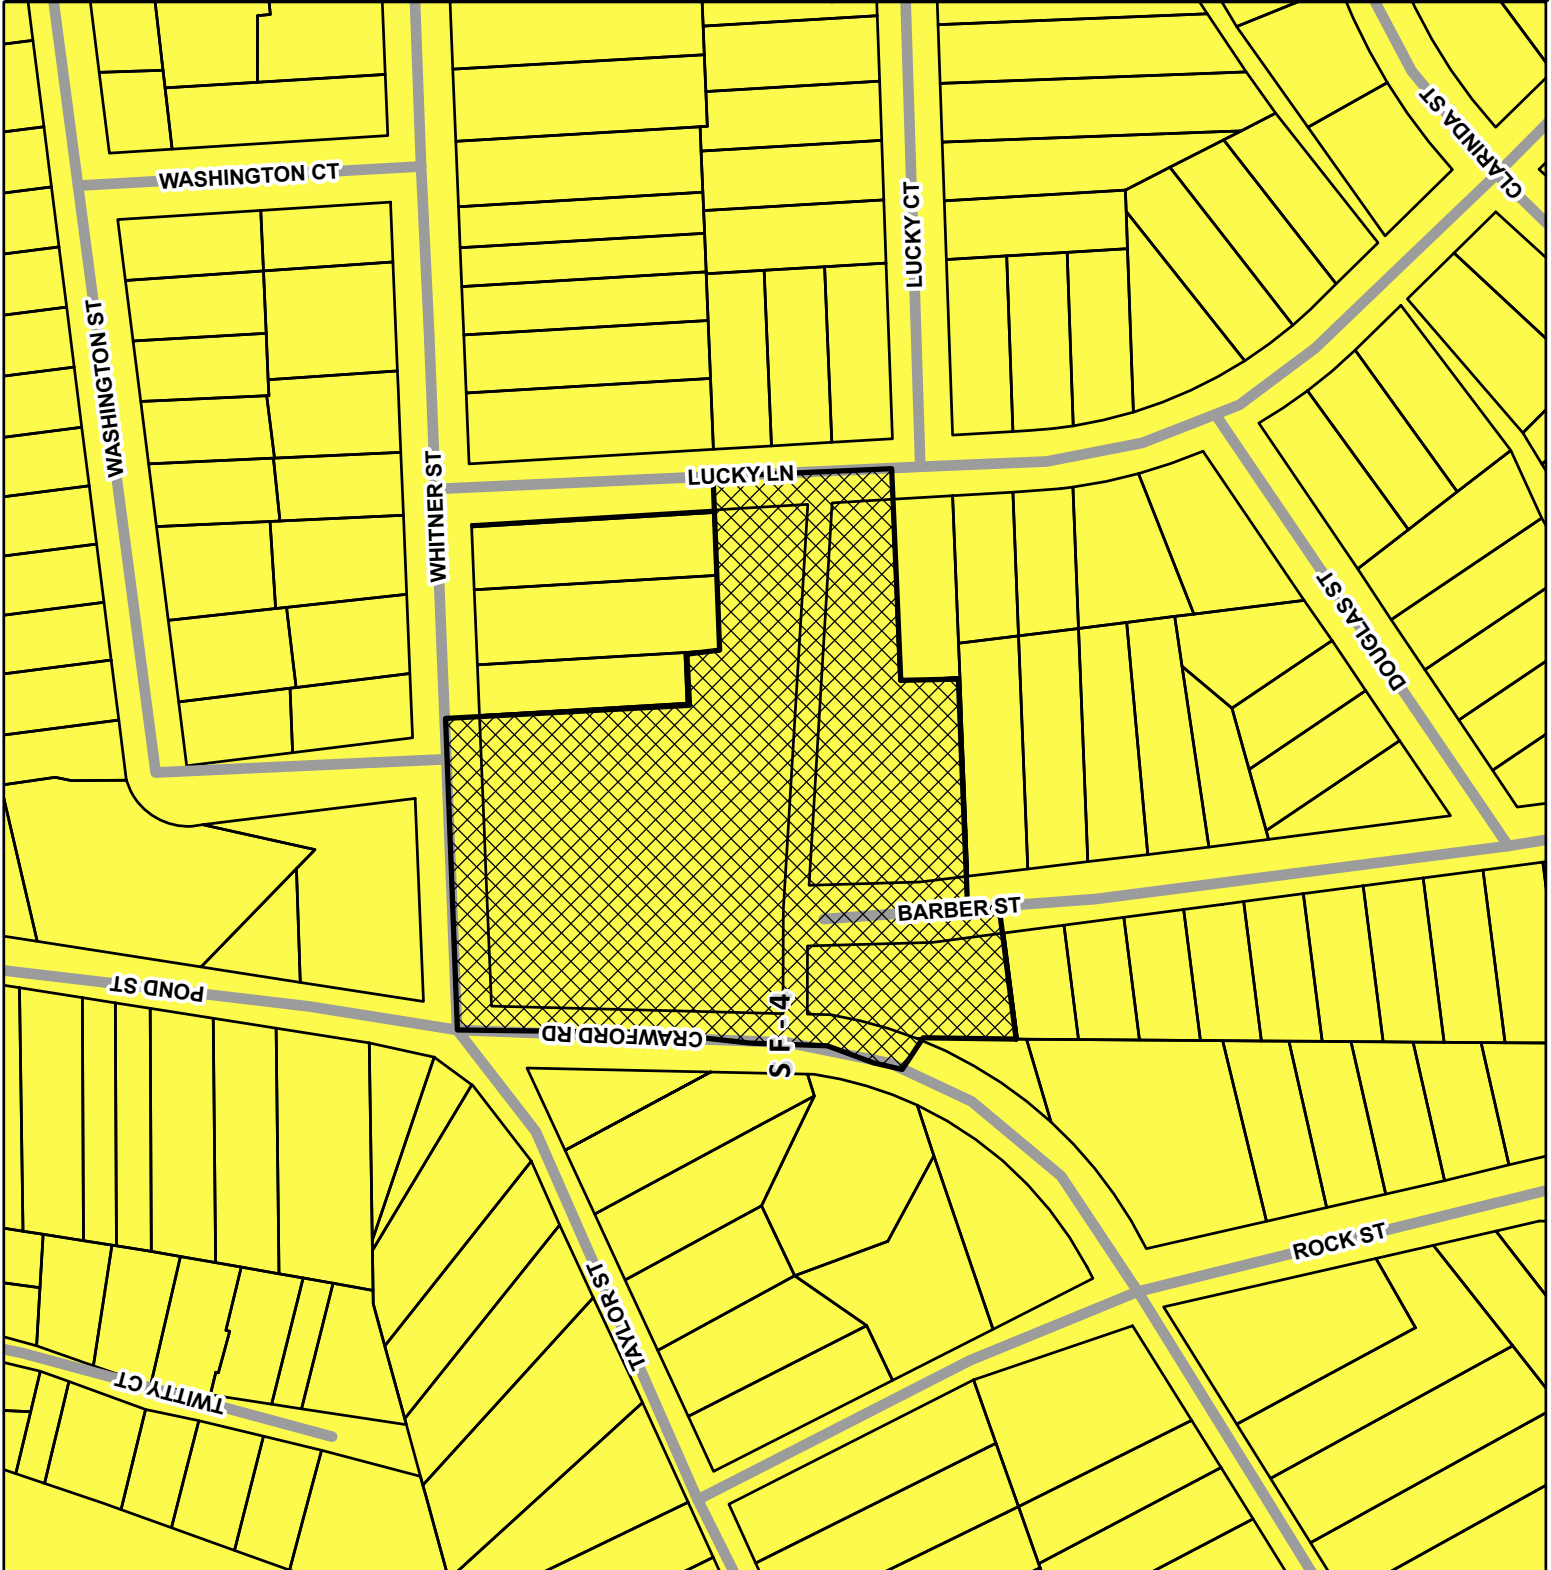 CLARINDA ST
WASHINGTON CT
LUCKY CT
WASHINGTON ST
LUCKY LN
WHITNER ST
DOUGLAS ST
BARBER ST
POND ST
CRAWFORD RD
SF-4
ROCK ST
TAYLOR ST
TWITTY CT